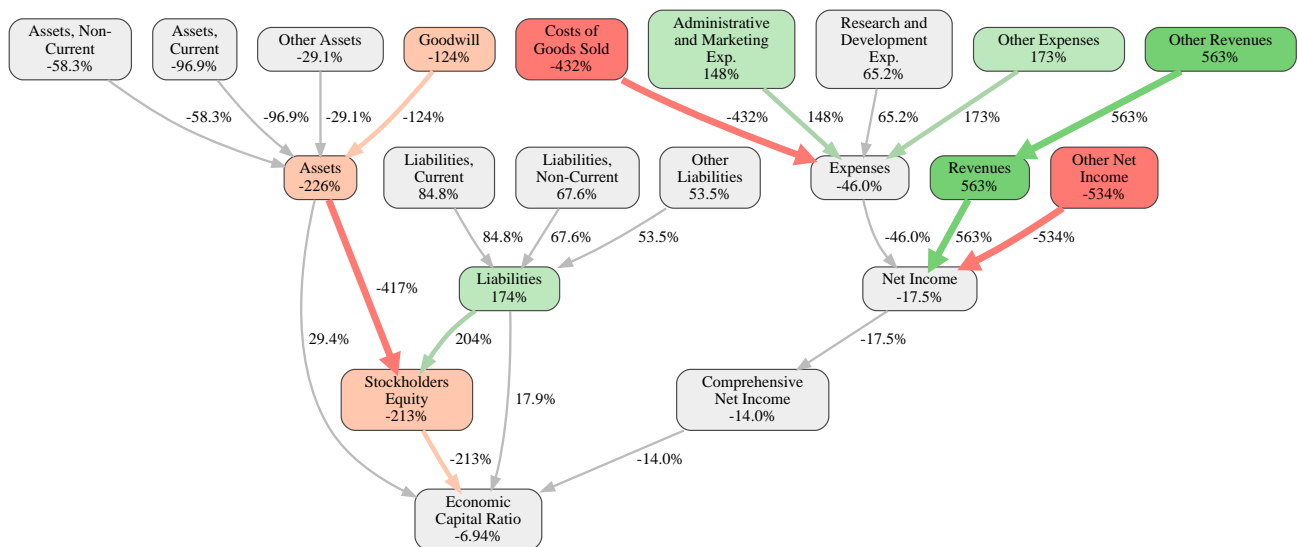 Assets, Non-
Current
-58.3%
Assets,
Current
-96.9%
Other Assets
-29.1%
Goodwill
-124%
Costs of
Goods Sold
-432%
Administrative
and Marketing
Exp.
148%
Research and
Development
Exp.
65.2%
Other Expenses
173%
Other Revenues
563%
-58.3%
-96.9%
-29.1%
-124%
-432%
148%
65.2%
173%
563%
Assets
-226%
Liabilities,
Current
84.8%
Liabilities,
Non-Current
67.6%
Other
Liabilities
53.5%
Expenses
-46.0%
Revenues
563%
Other Net
Income
-534%
84.8%
67.6%
53.5%
-46.0%
563%
-534%
Liabilities
174%
Net Income
-17.5%
-417%
29.4%
204%
-17.5%
Stockholders
Equity
-213%
17.9%
Comprehensive
Net Income
-14.0%
-213%
-14.0%
Economic
Capital Ratio
-6.94%